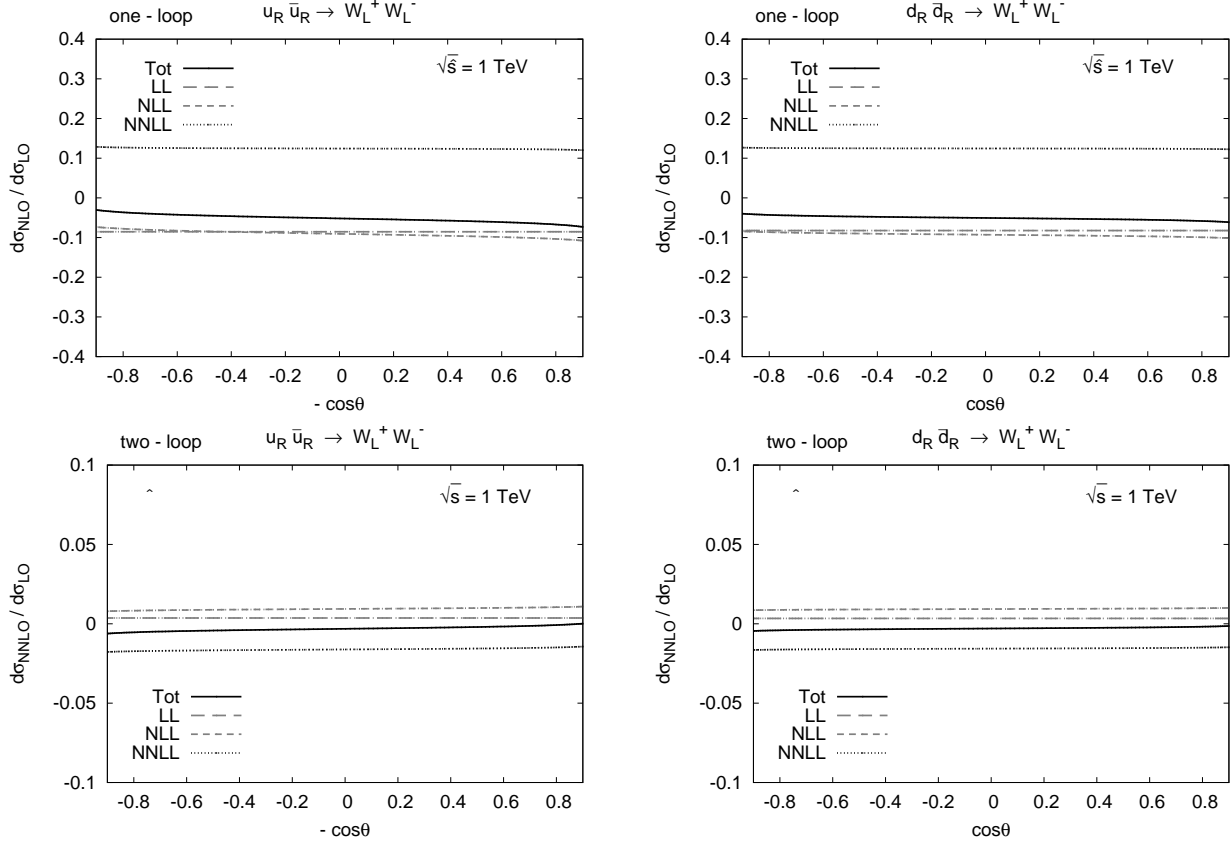 one - loop u_R ū_R → W_L^+ W_L^-
0.4
0.3
0.2
0.1
0
-0.1
-0.2
-0.3
-0.4
dσ_NLO / dσ_LO
Tot
LL
NLL
NNLL
√ŝ = 1 TeV
-0.8 -0.6 -0.4 -0.2 0 0.2 0.4 0.6 0.8
- cosθ
one - loop d_R d̄_R → W_L^+ W_L^-
0.4
0.3
0.2
0.1
0
-0.1
-0.2
-0.3
-0.4
dσ_NLO / dσ_LO
Tot
LL
NLL
NNLL
√ŝ = 1 TeV
-0.8 -0.6 -0.4 -0.2 0 0.2 0.4 0.6 0.8
cosθ
two - loop u_R ū_R → W_L^+ W_L^-
0.1
0.05
0
-0.05
-0.1
dσ_NNLO / dσ_LO
ˆ
√s = 1 TeV
Tot
LL
NLL
NNLL
-0.8 -0.6 -0.4 -0.2 0 0.2 0.4 0.6 0.8
- cosθ
two - loop d_R d̄_R → W_L^+ W_L^-
0.1
0.05
0
-0.05
-0.1
dσ_NNLO / dσ_LO
ˆ
√s = 1 TeV
Tot
LL
NLL
NNLL
-0.8 -0.6 -0.4 -0.2 0 0.2 0.4 0.6 0.8
cosθ